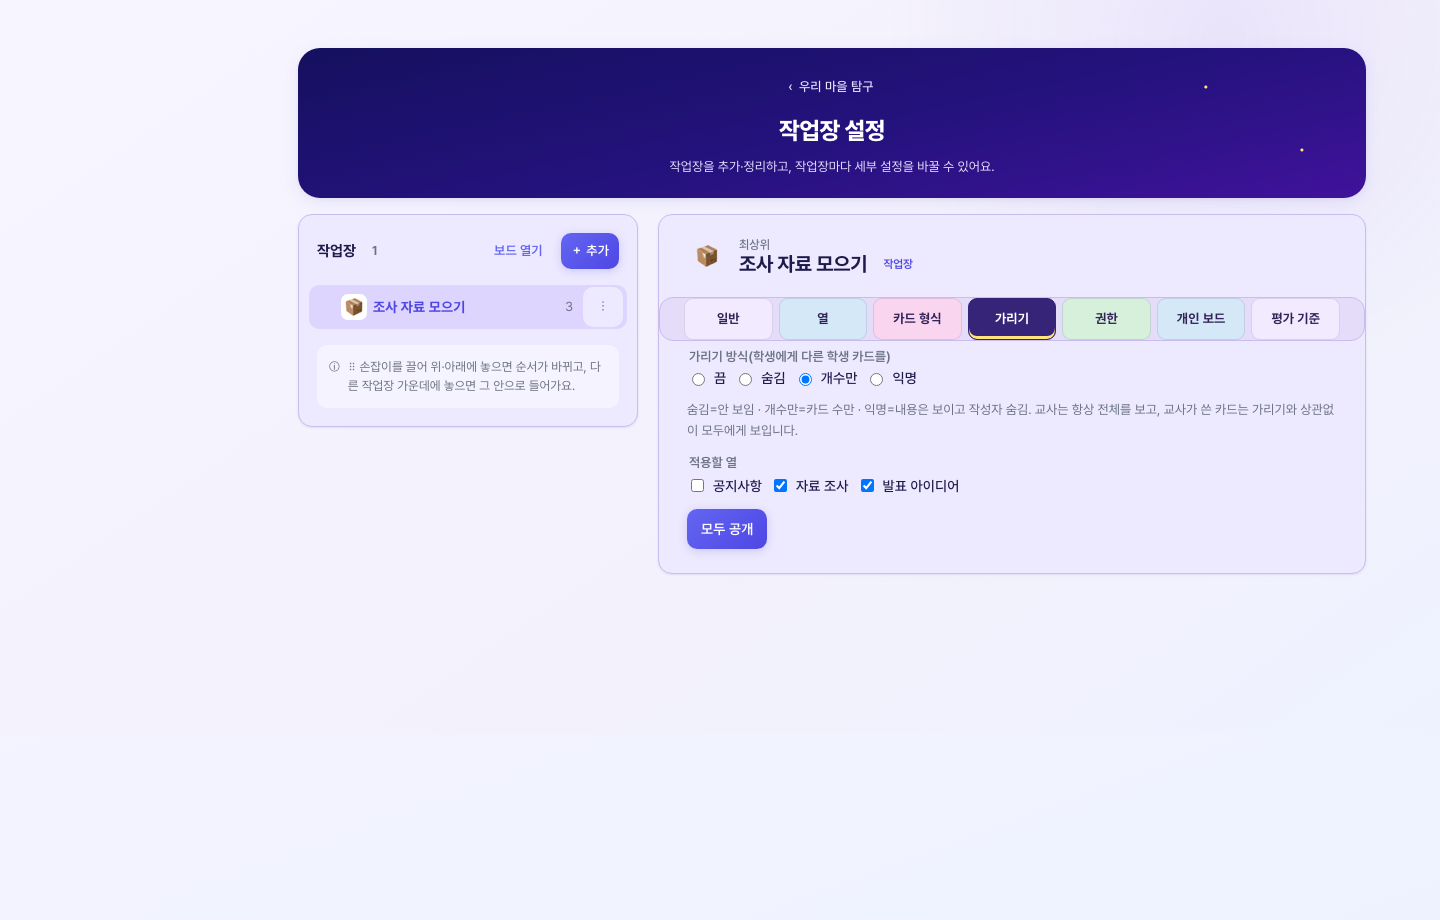 ‹ 우리 마을 탐구
작업장 설정
작업장을 추가·정리하고, 작업장마다 세부 설정을 바꿀 수 있어요.
작업장 1 보드 열기 + 추가
조사 자료 모으기 3 ⋮
ⓘ ⠿ 손잡이를 끌어 위·아래에 놓으면 순서가 바뀌고, 다
른 작업장 가운데에 놓으면 그 안으로 들어가요.
최상위
조사 자료 모으기 작업장
일반 열 카드 형식 가리기 권한 개인 보드 평가 기준
가리기 방식(학생에게 다른 학생 카드를)
끔 숨김 개수만 익명
숨김=안 보임 · 개수만=카드 수만 · 익명=내용은 보이고 작성자 숨김. 교사는 항상 전체를 보고, 교사가 쓴 카드는 가리기와 상관없
이 모두에게 보입니다.
적용할 열
공지사항 자료 조사 발표 아이디어
모두 공개